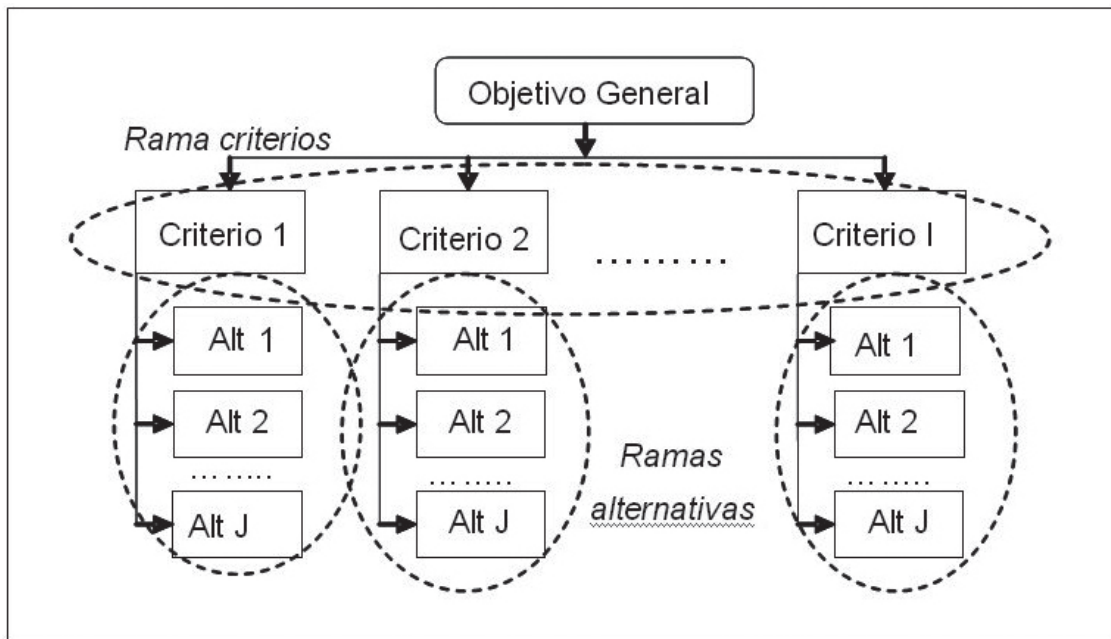 Objetivo General
Rama criterios
Criterio 1
Criterio 2
.........
Criterio I
Alt 1
Alt 2
... .....
Alt J
Alt 1
Alt 2
... .....
Alt J
Ramas
alternativas
Alt 1
Alt 2
... .....
Alt J